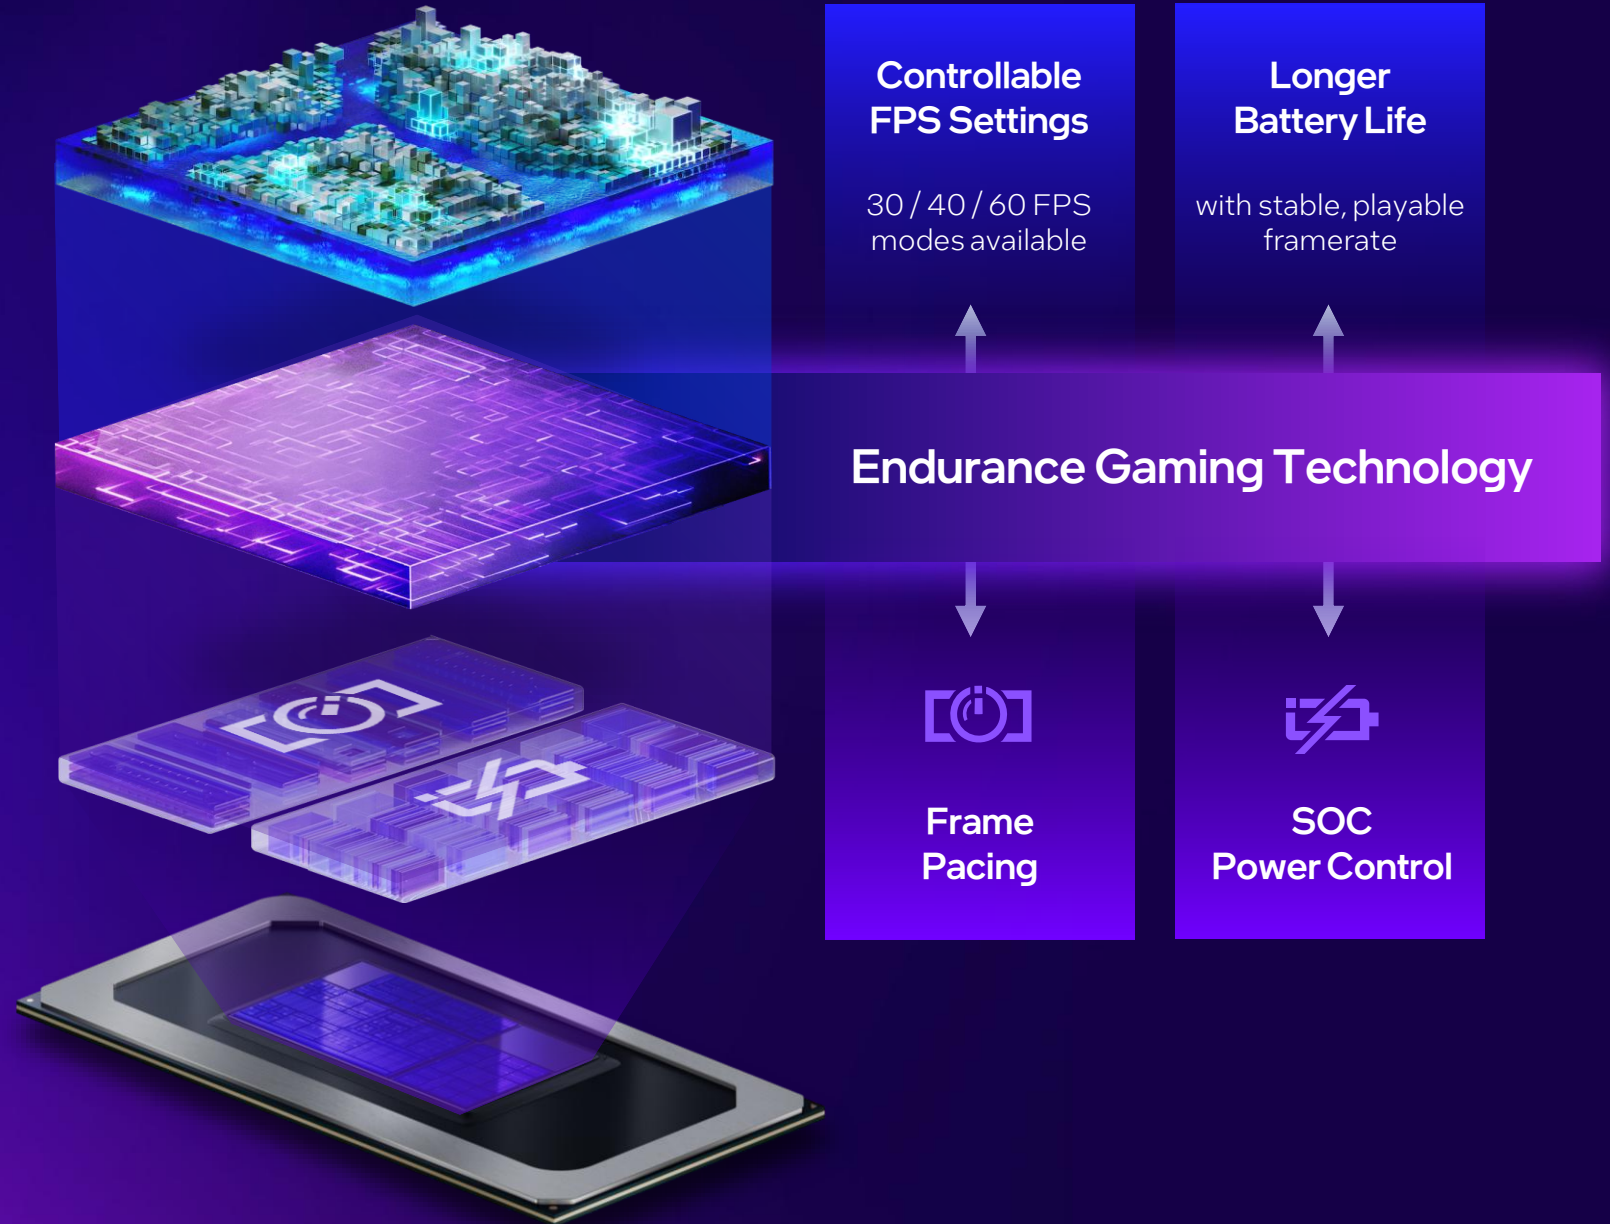 Controllable
FPS Settings
30 / 40 / 60 FPS
modes available
Longer
Battery Life
with stable, playable
framerate
Endurance Gaming Technology
Frame
Pacing
SOC
Power Control